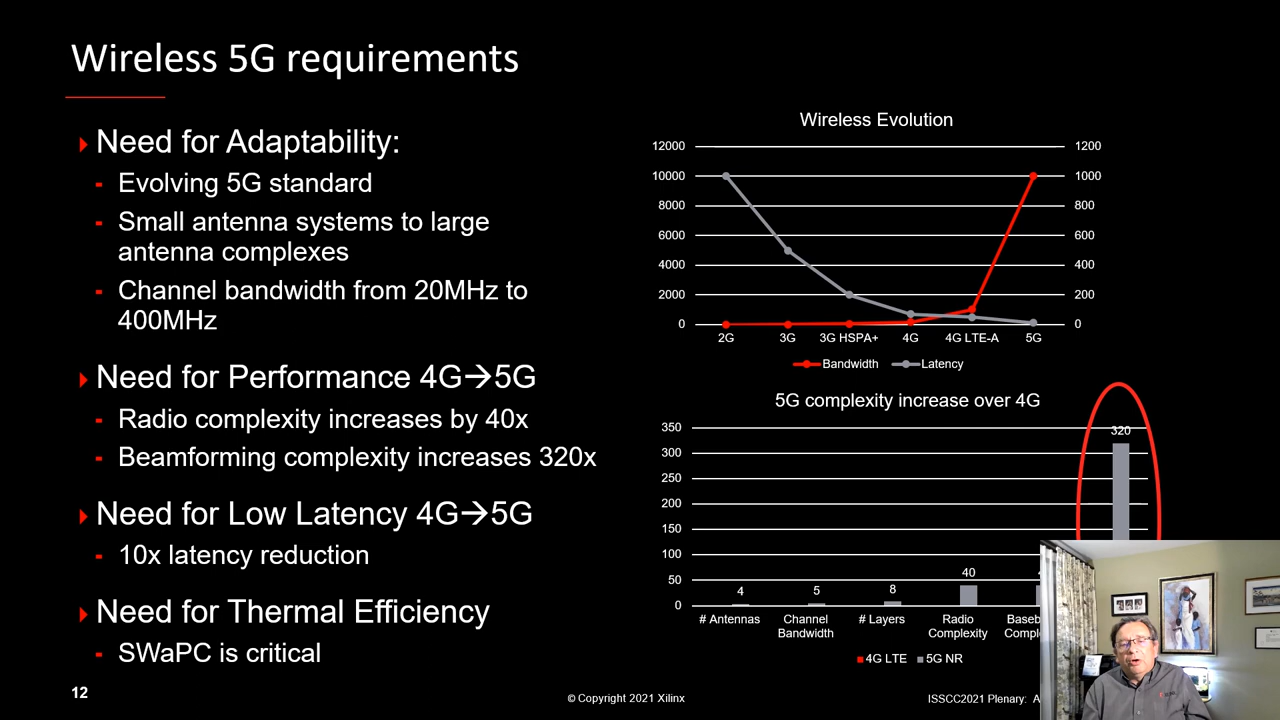 Wireless 5G requirements
Need for Adaptability:
- Evolving 5G standard
- Small antenna systems to large
antenna complexes
- Channel bandwidth from 20MHz to
400MHz
Need for Performance 4G→5G
- Radio complexity increases by 40x
- Beamforming complexity increases 320x
Need for Low Latency 4G→5G
- 10x latency reduction
Need for Thermal Efficiency
- SWaPC is critical
Wireless Evolution
12000
10000
8000
6000
4000
2000
0
1200
1000
800
600
400
200
0
2G 3G 3G HSPA+ 4G 4G LTE-A 5G
Bandwidth Latency
5G complexity increase over 4G
350
300
250
200
150
100
50
0
4 5 8 40 320
# Antennas
Channel
Bandwidth
# Layers
Radio
Complexity
4G LTE 5G NR
12
© Copyright 2021 Xilinx
ISSCC2021 Plenary: